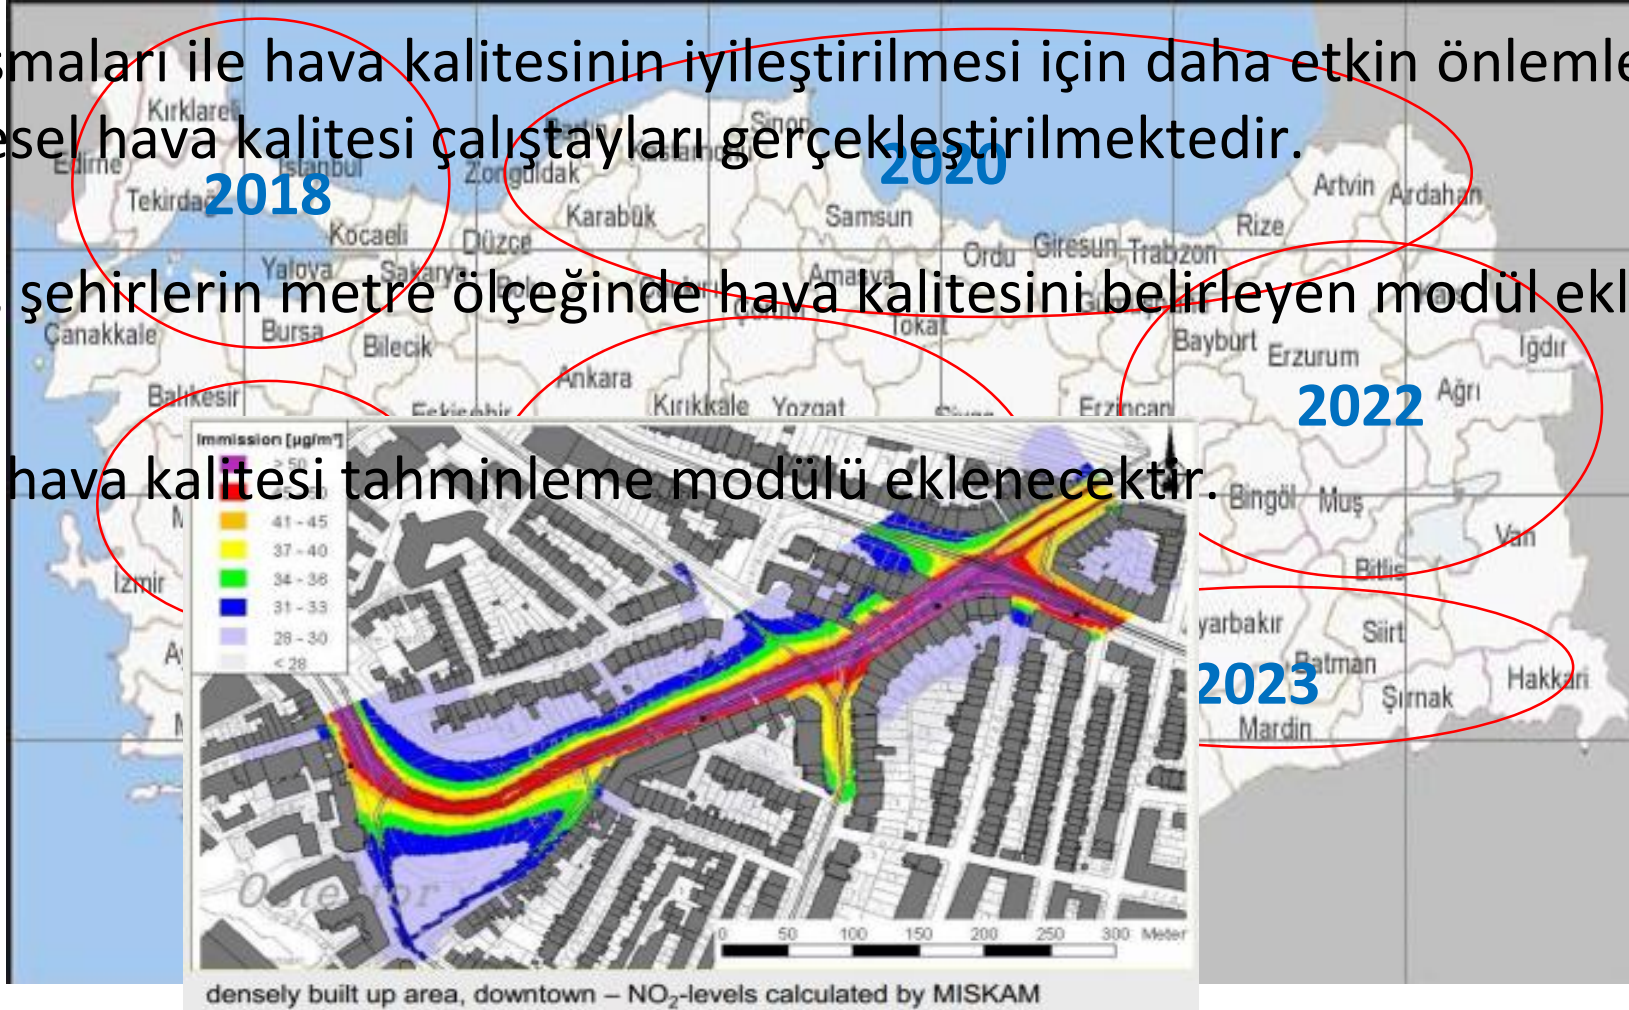 şmaları ile hava kalitesinin iyileştirilmesi için daha etkin önlemle
esel hava kalitesi çalıştayları gerçekleştirilmektedir.
şehirlerin metre ölçeğinde hava kalitesini belirleyen modül ekl
hava kalitesi tahminleme modülü eklenecektir.
Kırklareli
Sinop
Edirne
İstanbul
Zonguldak
2020
2018
Tekirdağ
Karabük
Samsun
Artvin
Ardahan
Rize
Kocaeli
Düzce
Ordu
Giresun
Trabzon
Yalova
Sakarya
Amasya
Çanakkale
Bursa
Bilecik
Tokat
Bayburt
Erzurum
Iğdır
Ankara
Balıkesir
Kırıkkale
Yozgat
Erzincan
2022
Ağrı
Eskişehir
Bingöl
Muş
Van
İzmir
Bitlis
yarbakır
Siirt
Batman
2023
Şırnak
Hakkari
Mardin
Immission [µg/m³]
41 - 45
37 - 40
34 - 36
31 - 33
28 - 30
< 28
0 50 100 150 200 250 300 Meter
densely built up area, downtown – NO₂-levels calculated by MISKAM